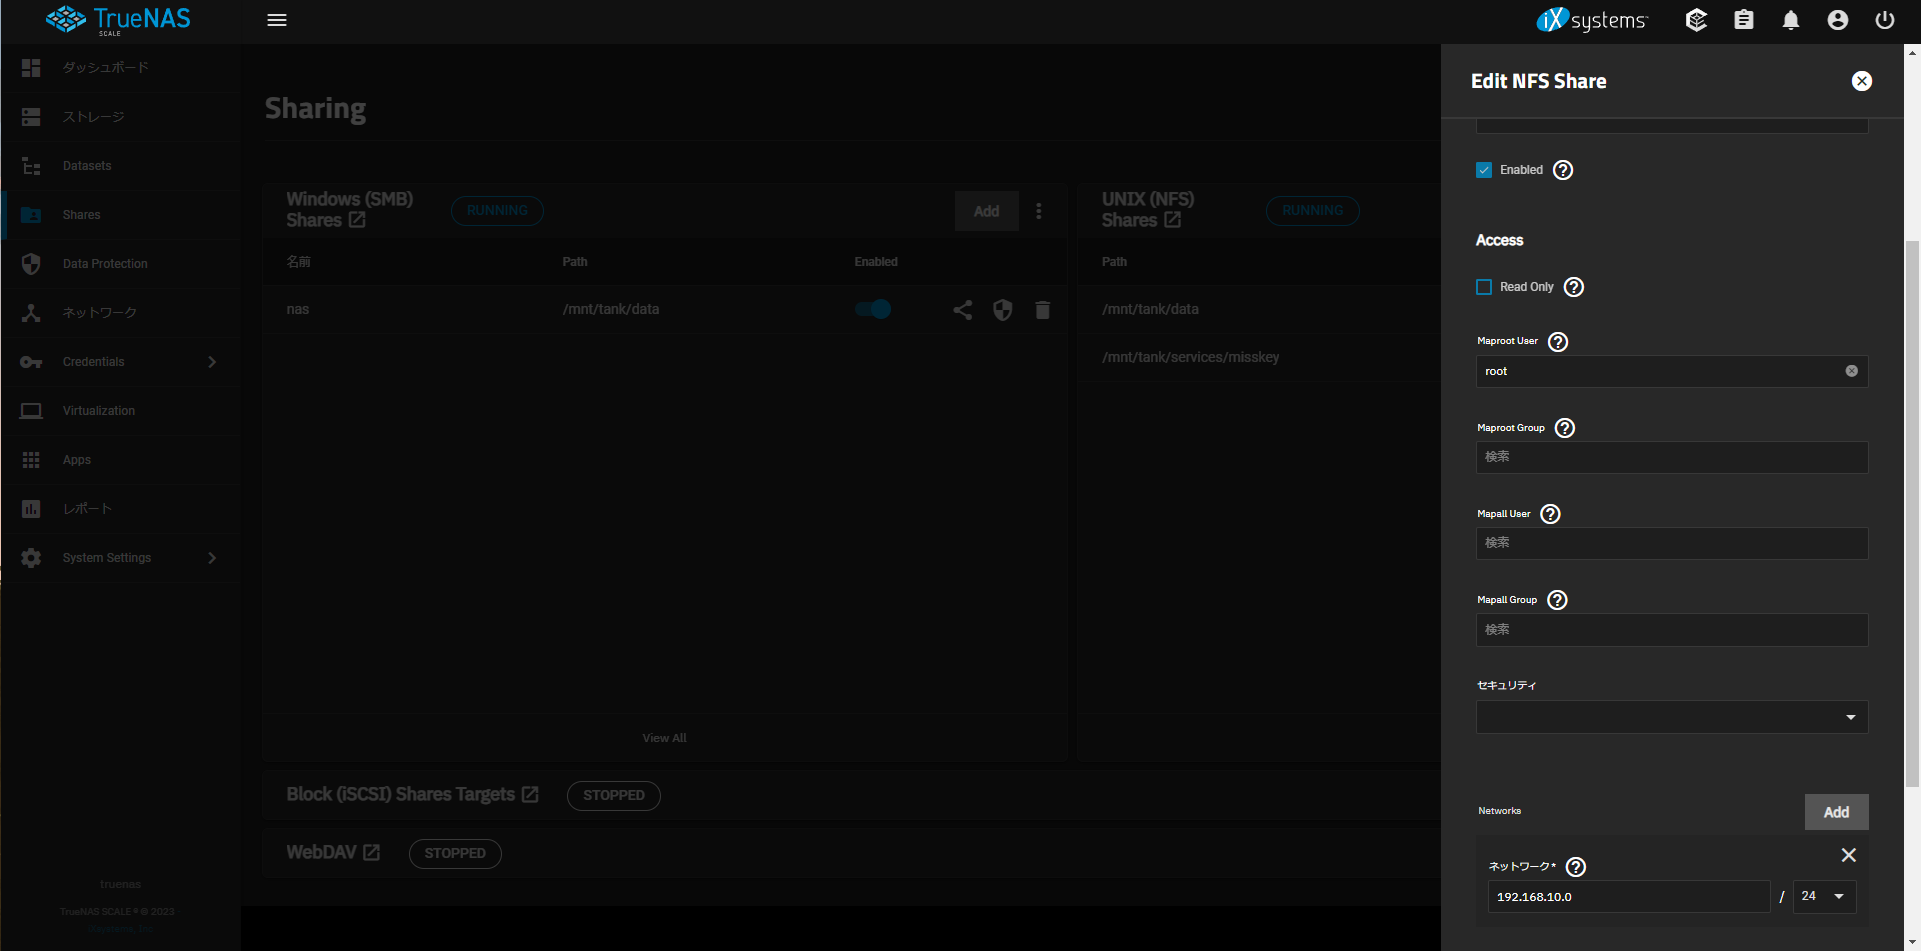 TrueNAS
SCALE
iXsystems
ダッシュボード
ストレージ
Datasets
Shares
Data Protection
ネットワーク
Credentials
Virtualization
Apps
レポート
System Settings
truenas
TrueNAS SCALE ® © 2023
Sharing
Windows (SMB)
Shares
RUNNING
Add
名前
Path
Enabled
nas
/mnt/tank/data
View All
UNIX (NFS)
Shares
RUNNING
Path
/mnt/tank/data
/mnt/tank/services/misskey
Block (iSCSI) Shares Targets
STOPPED
WebDAV
STOPPED
Edit NFS Share
Enabled
Access
Read Only
Maproot User
root
Maproot Group
検索
Mapall User
検索
Mapall Group
検索
セキュリティ
Networks
Add
ネットワーク*
192.168.10.0 / 24